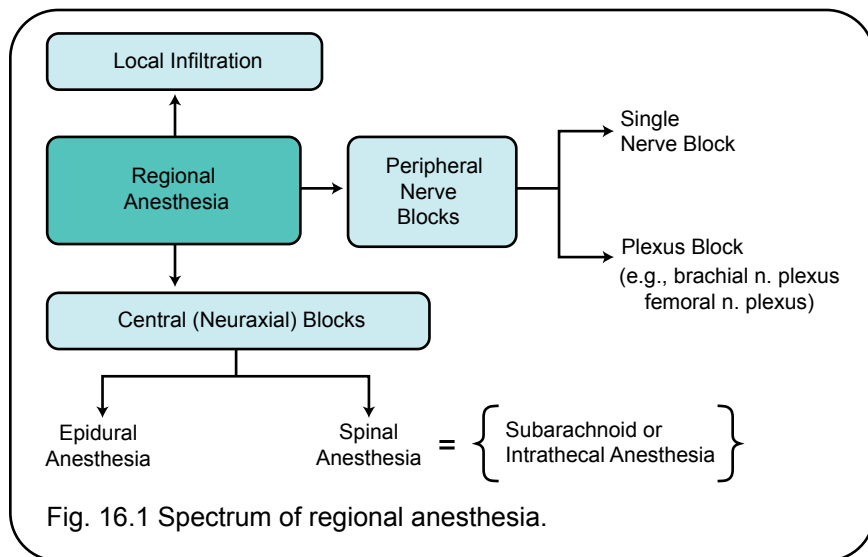 Local Infiltration
Regional
Anesthesia
Peripheral
Nerve
Blocks
Single
Nerve Block
Plexus Block
(e.g., brachial n. plexus
femoral n. plexus)
Central (Neuraxial) Blocks
Epidural
Anesthesia
Spinal
Anesthesia
=
Subarachnoid or
Intrathecal Anesthesia
Fig. 16.1 Spectrum of regional anesthesia.